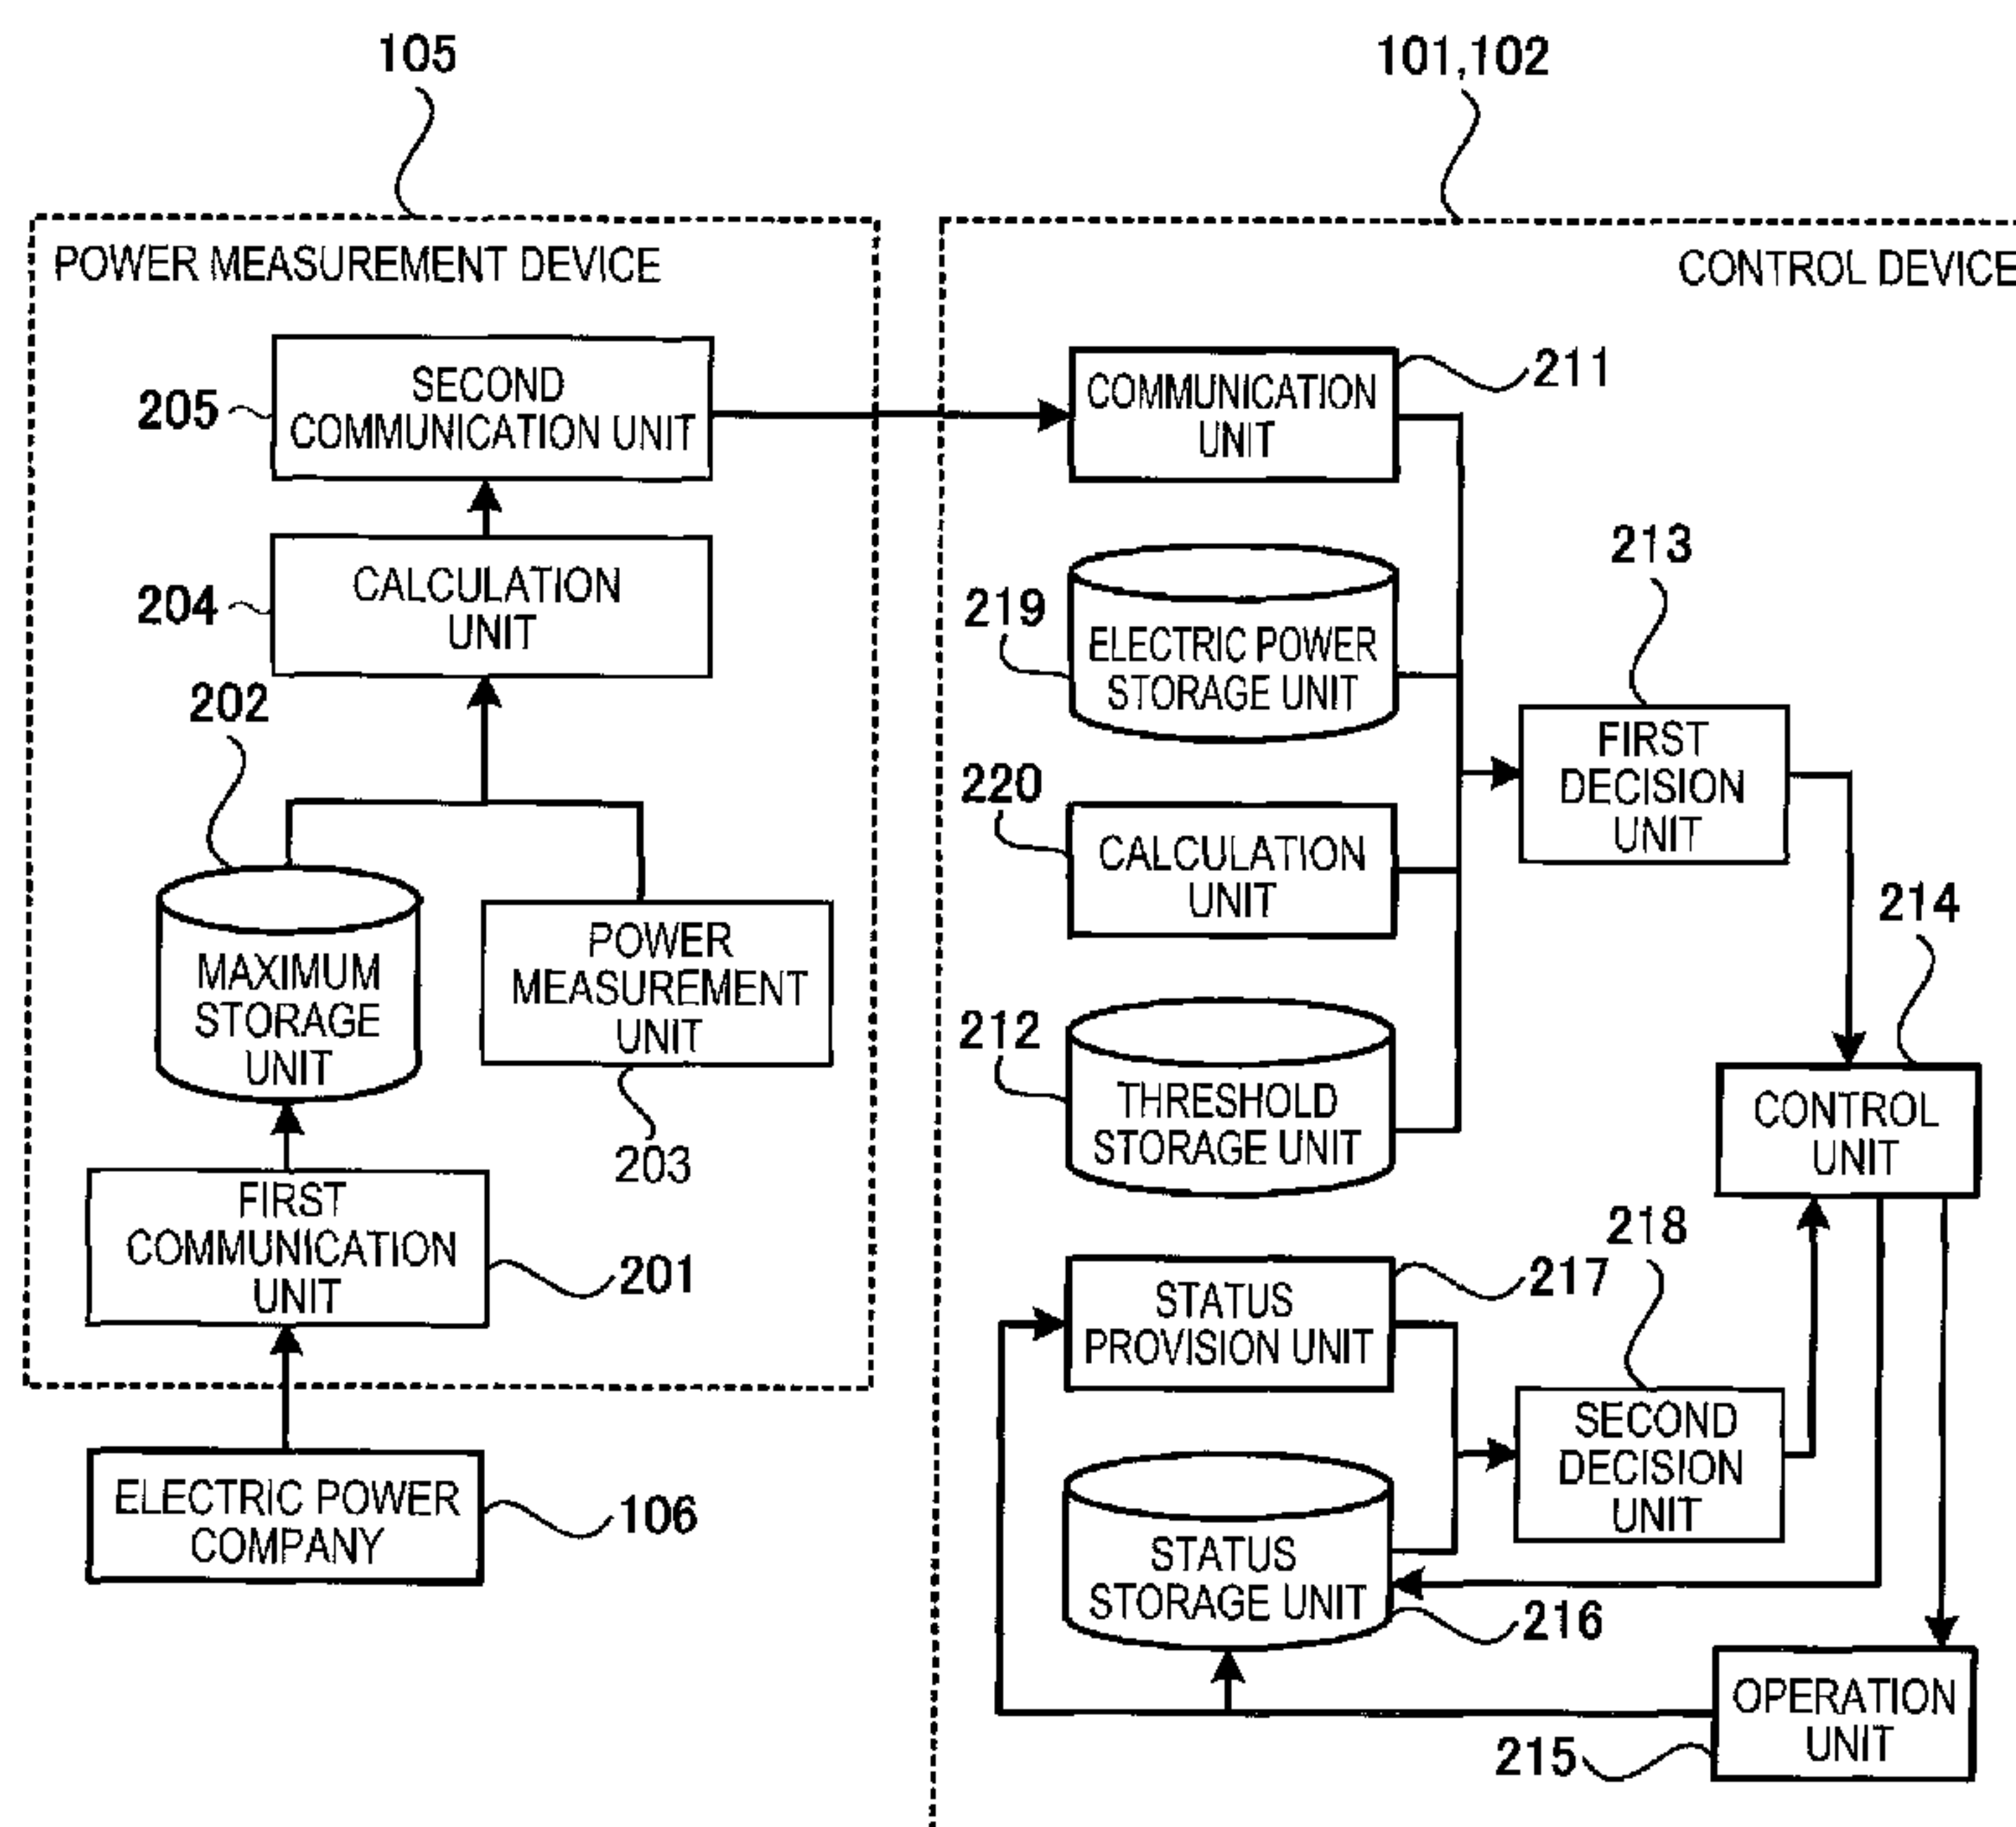 105
101,102
POWER MEASUREMENT DEVICE
CONTROL DEVICE
205
SECOND
COMMUNICATION UNIT
COMMUNICATION
UNIT
211
204
CALCULATION
UNIT
219
ELECTRIC POWER
STORAGE UNIT
213
FIRST
DECISION
UNIT
202
MAXIMUM
STORAGE
UNIT
POWER
MEASUREMENT
UNIT
203
220
CALCULATION
UNIT
214
CONTROL
UNIT
212
THRESHOLD
STORAGE UNIT
FIRST
COMMUNICATION
UNIT
201
217
STATUS
PROVISION UNIT
218
SECOND
DECISION
UNIT
ELECTRIC POWER
COMPANY
106
STATUS
STORAGE UNIT
216
OPERATION
UNIT
215